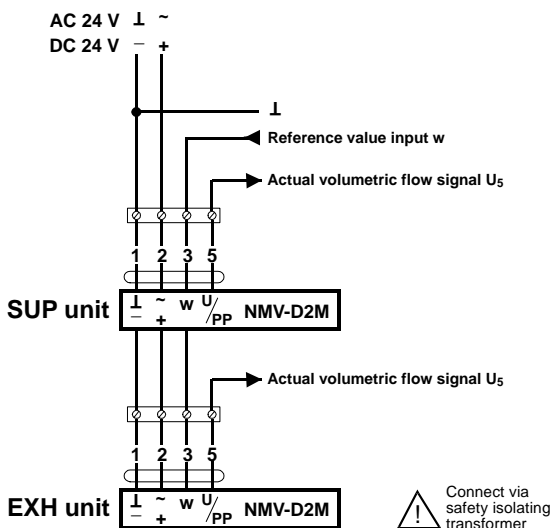 AC 24 V ⊥ ~
DC 24 V – +
⊥
Reference value input w
Actual volumetric flow signal U5
1 2 3 5
SUP unit ⊥ ~ w U/PP NMV-D2M
– +
Actual volumetric flow signal U5
1 2 3 5
EXH unit ⊥ ~ w U/PP NMV-D2M
– +
! Connect via
safety isolating
transformer